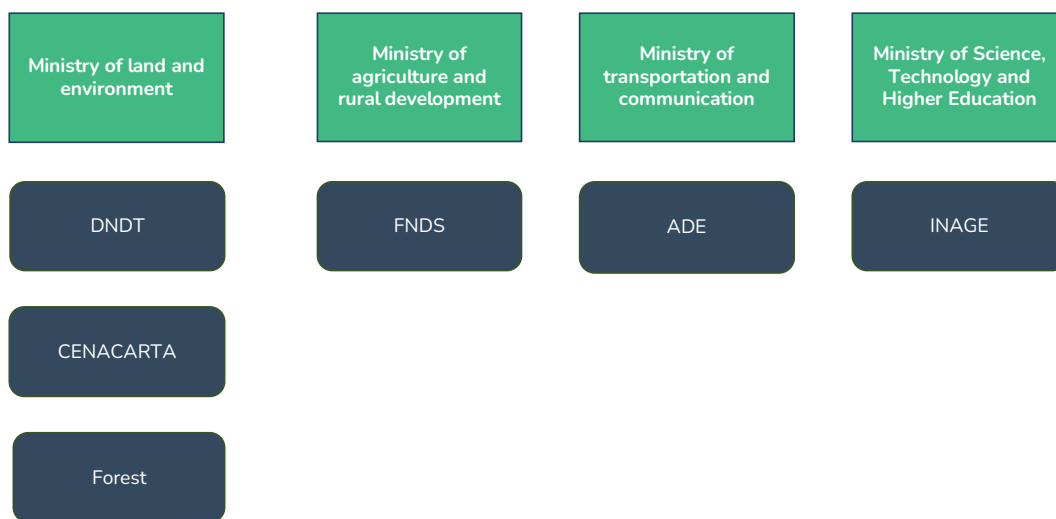 Ministry of land and
environment
Ministry of
agriculture and
rural development
Ministry of
transportation and
communication
Ministry of Science,
Technology and
Higher Education
DNDT
FNDS
ADE
INAGE
CENACARTA
Forest